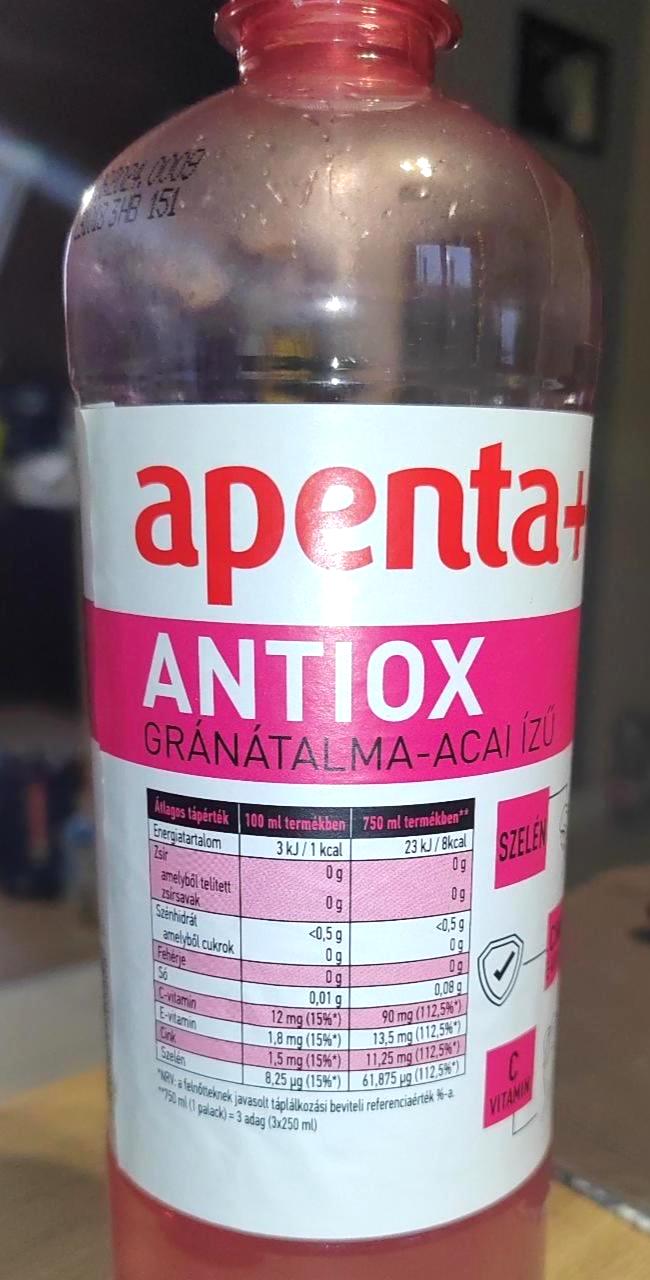 2024 0009
3HB 151
apenta+
ANTIOX
GRÁNÁTALMA-ACAI ÍZŰ
Átlagos tápérték 100 ml termékben 750 ml termékben**
Energiatartalom 3 kJ / 1 kcal 23 kJ / 8kcal
Zsír 0 g 0 g
amelyből telített
zsírsavak 0 g 0 g
Szénhidrát <0,5 g <0,5 g
amelyből cukrok 0 g 0 g
Fehérje 0 g 0 g
Só 0,01 g 0,08 g
C-vitamin 12 mg (15%*) 90 mg (112,5%*)
E-vitamin 1,8 mg (15%*) 13,5 mg (112,5%*)
Cink 1,5 mg (15%*) 11,25 mg (112,5%*)
Szelén 8,25 µg (15%*) 61,875 µg (112,5%*)
*NRV: a felnőtteknek javasolt táplálkozási beviteli referenciaérték %-a.
**750 ml (1 palack) = 3 adag (3x250 ml)
SZELÉN
C
VITAMIN